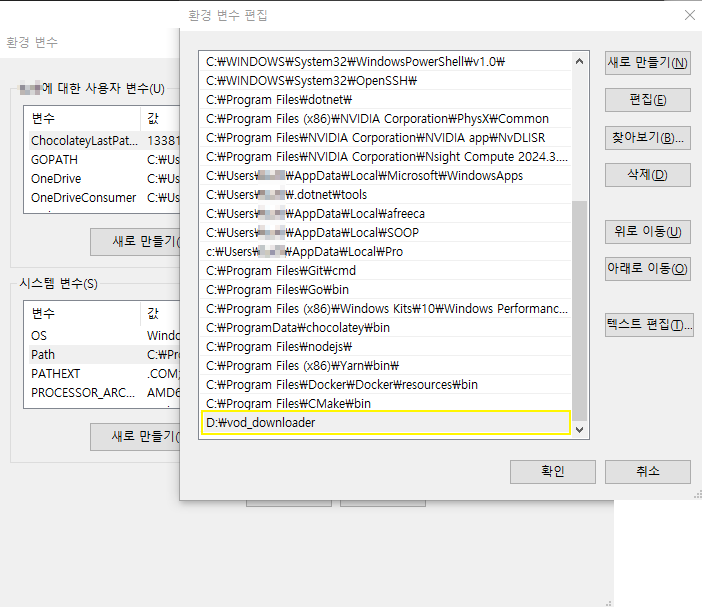 환경 변수 편집
환경 변수
에 대한 사용자 변수(U)
변수 값
ChocolateyLastPat... 13381
GOPATH C:₩Us
OneDrive C:₩Us
OneDriveConsumer C:₩Us
새로 만들기(
시스템 변수(S)
변수 값
OS Windo
Path C:₩Pro
PATHEXT .COM;
PROCESSOR_ARC... AMD6
새로 만들기(
C:₩WINDOWS₩System32₩WindowsPowerShell₩v1.0₩
C:₩WINDOWS₩System32₩OpenSSH₩
C:₩Program Files₩dotnet₩
C:₩Program Files (x86)₩NVIDIA Corporation₩PhysX₩Common
C:₩Program Files₩NVIDIA Corporation₩NVIDIA app₩NvDLISR
C:₩Program Files₩NVIDIA Corporation₩Nsight Compute 2024.3....
C:₩Users₩ ₩AppData₩Local₩Microsoft₩WindowsApps
C:₩Users₩ ₩.dotnet₩tools
C:₩Users₩ ₩AppData₩Local₩afreeca
C:₩Users₩ ₩AppData₩Local₩SOOP
c:₩Users₩ ₩AppData₩Local₩Pro
C:₩Program Files₩Git₩cmd
C:₩Program Files₩Go₩bin
C:₩Program Files (x86)₩Windows Kits₩10₩Windows Performanc...
C:₩ProgramData₩chocolatey₩bin
C:₩Program Files₩nodejs₩
C:₩Program Files (x86)₩Yarn₩bin₩
C:₩Program Files₩Docker₩Docker₩resources₩bin
C:₩Program Files₩CMake₩bin
D:₩vod_downloader
새로 만들기(N)
편집(E)
찾아보기(B)...
삭제(D)
위로 이동(U)
아래로 이동(O)
텍스트 편집(T)...
확인
취소